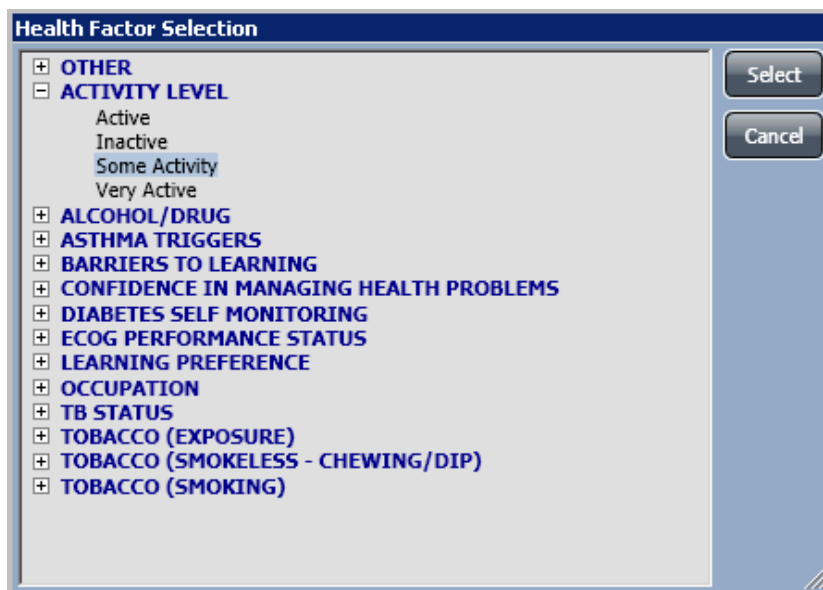 Health Factor Selection
OTHER
ACTIVITY LEVEL
Active
Inactive
Some Activity
Very Active
ALCOHOL/DRUG
ASTHMA TRIGGERS
BARRIERS TO LEARNING
CONFIDENCE IN MANAGING HEALTH PROBLEMS
DIABETES SELF MONITORING
ECOG PERFORMANCE STATUS
LEARNING PREFERENCE
OCCUPATION
TB STATUS
TOBACCO (EXPOSURE)
TOBACCO (SMOKELESS - CHEWING/DIP)
TOBACCO (SMOKING)
Select
Cancel